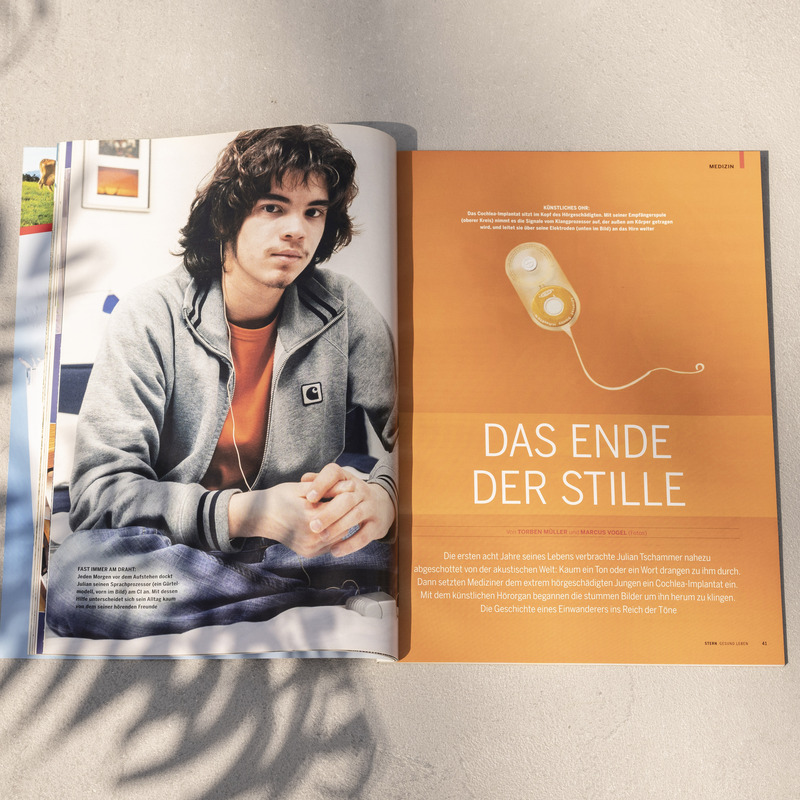 FAST IMMER AM DRAHT:
Jeden Morgen vor dem Aufstehen dockt
Julian seinen Sprachprozessor (ein Gürtel-
modell, vorn im Bild) am CI an. Mit dessen
Hilfe unterscheidet sich sein Alltag kaum
von dem seiner hörenden Freunde
MEDIZIN
KÜNSTLICHES OHR:
Das Cochlea-Implantat sitzt im Kopf des Hörgeschädigten. Mit seiner Empfängerspule
(oberer Kreis) nimmt es die Signale vom Klangprozessor auf, der außen am Körper getragen
wird, und leitet sie über seine Elektroden (unten im Bild) an das Hirn weiter
DAS ENDE
DER STILLE
von TORBEN MÜLLER und MARCUS VOGEL (Fotos)
Die ersten acht Jahre seines Lebens verbrachte Julian Tschammer nahezu
abgeschottet von der akustischen Welt: Kaum ein Ton oder ein Wort drangen zu ihm durch.
Dann setzten Mediziner dem extrem hörgeschädigten Jungen ein Cochlea-Implantat ein.
Mit dem künstlichen Hörorgan begannen die stummen Bilder um ihn herum zu klingen.
Die Geschichte eines Einwanderers ins Reich der Töne
STERN GESUND LEBEN 41